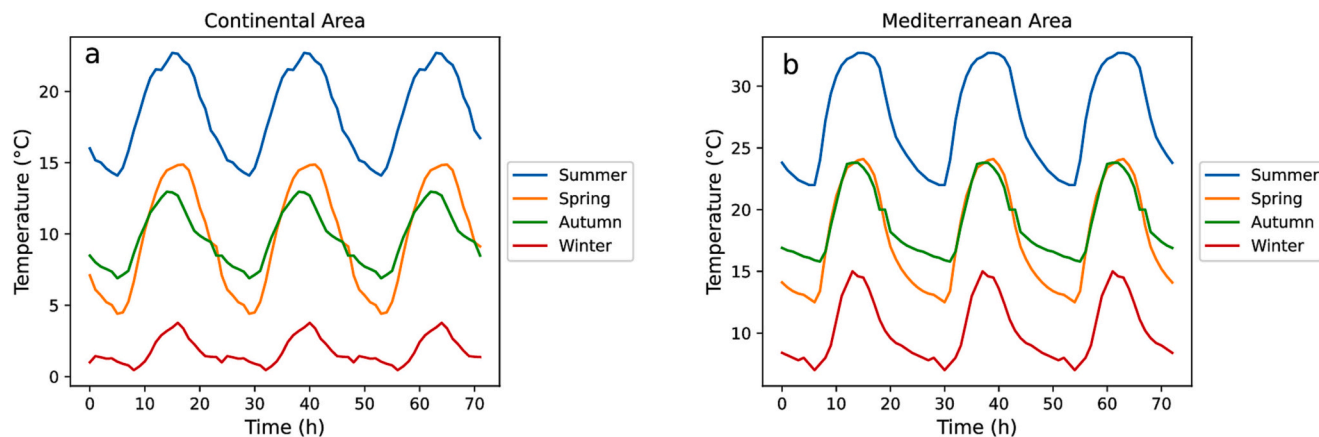 Continental Area
a
Temperature (°C)
20
15
10
5
0
0 10 20 30 40 50 60 70
Time (h)
Summer
Spring
Autumn
Winter
Mediterranean Area
b
Temperature (°C)
30
25
20
15
10
0 10 20 30 40 50 60 70
Time (h)
Summer
Spring
Autumn
Winter